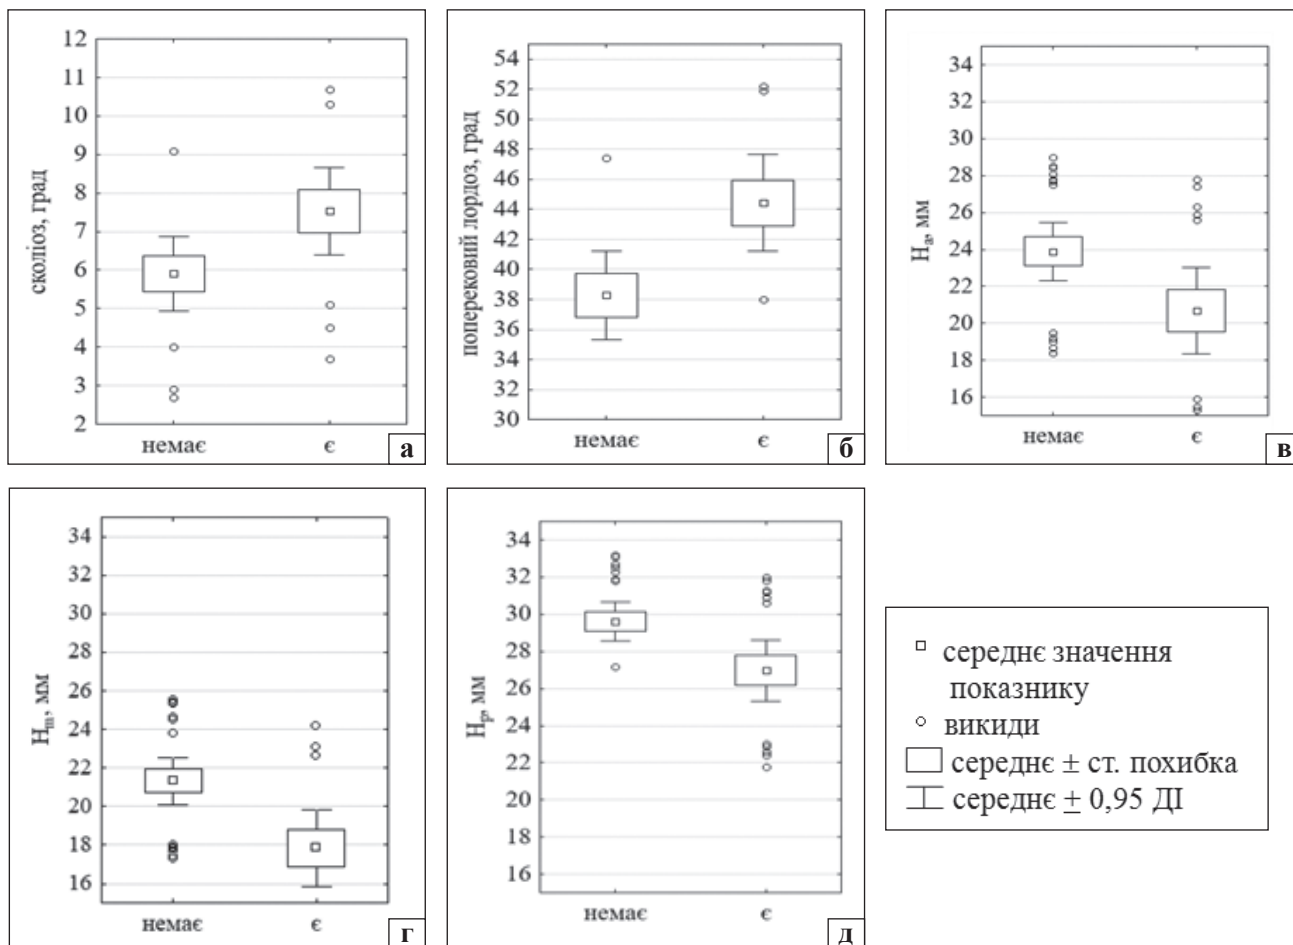 12
11
10
9
8
7
6
5
4
3
2
сколіоз, град
немає є
а
54
52
50
48
46
44
42
40
38
36
34
32
30
поперековий лордоз, град
немає є
б
34
32
30
28
26
24
22
20
18
16
Hа, мм
немає є
в
34
32
30
28
26
24
22
20
18
16
Hm, мм
немає є
г
34
32
30
28
26
24
22
20
18
16
Hp, мм
немає є
д
середнє значення
показнику
викиди
середнє ± ст. похибка
середнє ± 0,95 ДІ